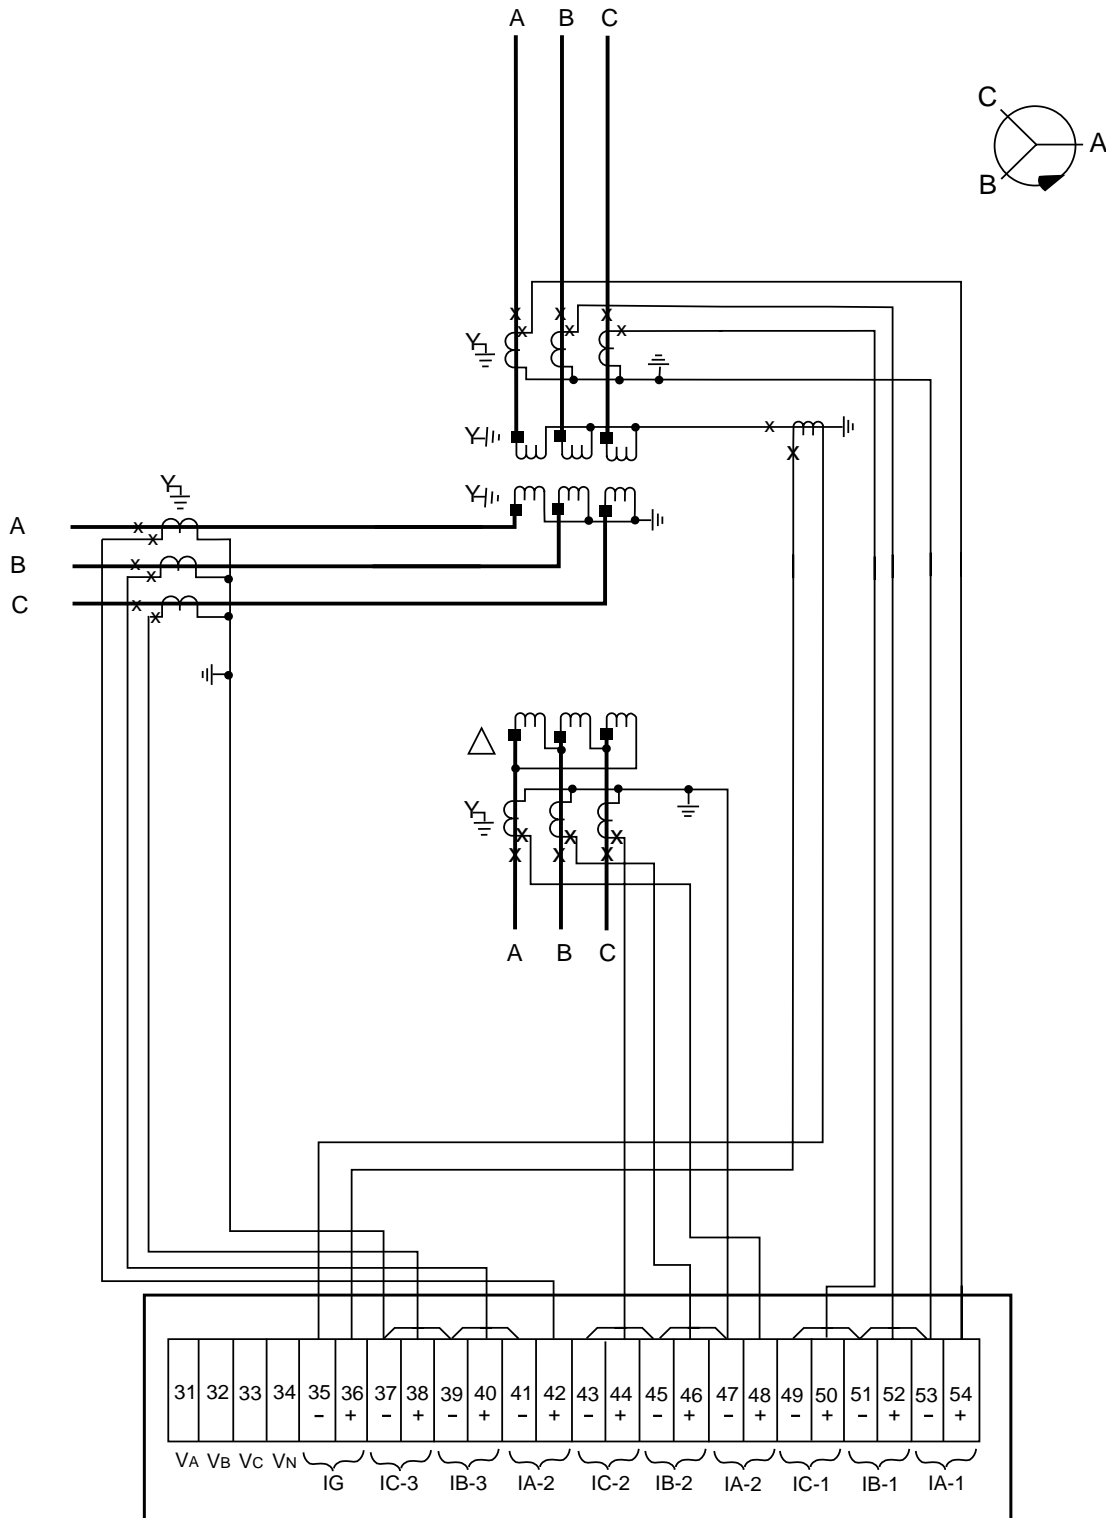 A B C
C
A
B
Y
Y
Y
Y
A
B
C
Y
A B C
31 32 33 34 35 36 37 38 39 40 41 42 43 44 45 46 47 48 49 50 51 52 53 54
– + – + – + – + – + – + – + – + – + – +
VA VB VC VN IG IC-3 IB-3 IA-2 IC-2 IB-2 IA-2 IC-1 IB-1 IA-1